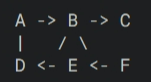 A -> B -> C
|   / \
D <- E <- F